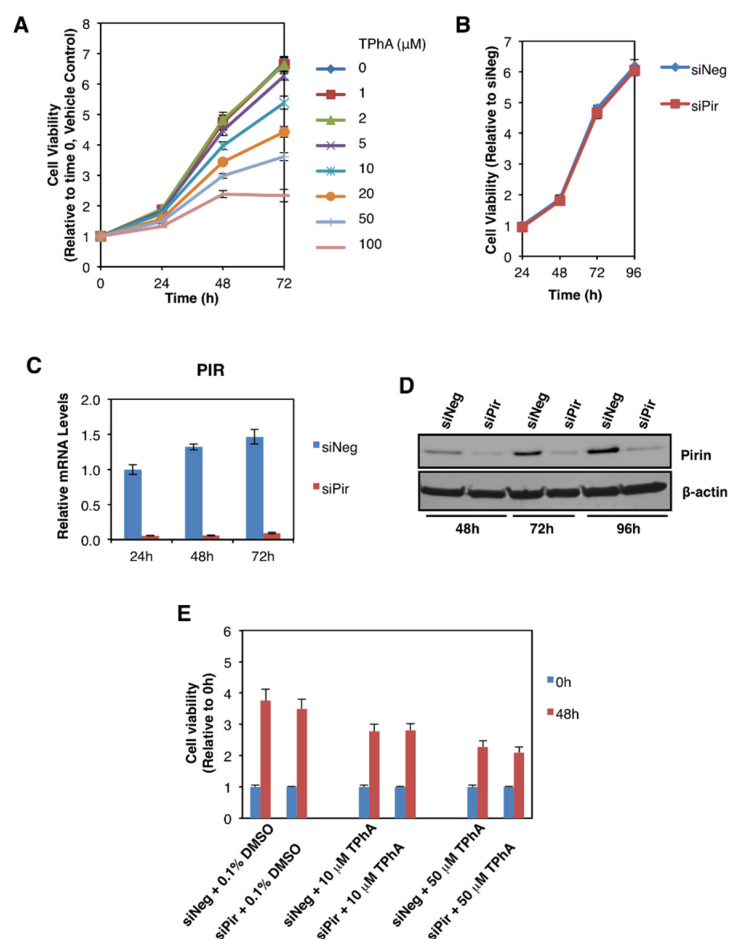 A
Cell Viability
(Relative to time 0, Vehicle Control)
8
7
6
5
4
3
2
1
0
0 24 48 72
Time (h)
TPhA (μM)
0
1
2
5
10
20
50
100
B
Cell Viability (Relative to siNeg)
7
6
5
4
3
2
1
0
24 48 72 96
Time (h)
siNeg
siPir
C
PIR
Relative mRNA Levels
2.0
1.5
1.0
0.5
0.0
24h 48h 72h
siNeg
siPir
D
siNeg siPir siNeg siPir siNeg siPir
Pirin
β-actin
48h 72h 96h
E
Cell viability
(Relative to 0h)
6
5
4
3
2
1
0
0h
48h
siNeg + 0.1% DMSO
siPir + 0.1% DMSO
siNeg + 10 μM TPhA
siPir + 10 μM TPhA
siNeg + 50 μM TPhA
siPir + 50 μM TPhA